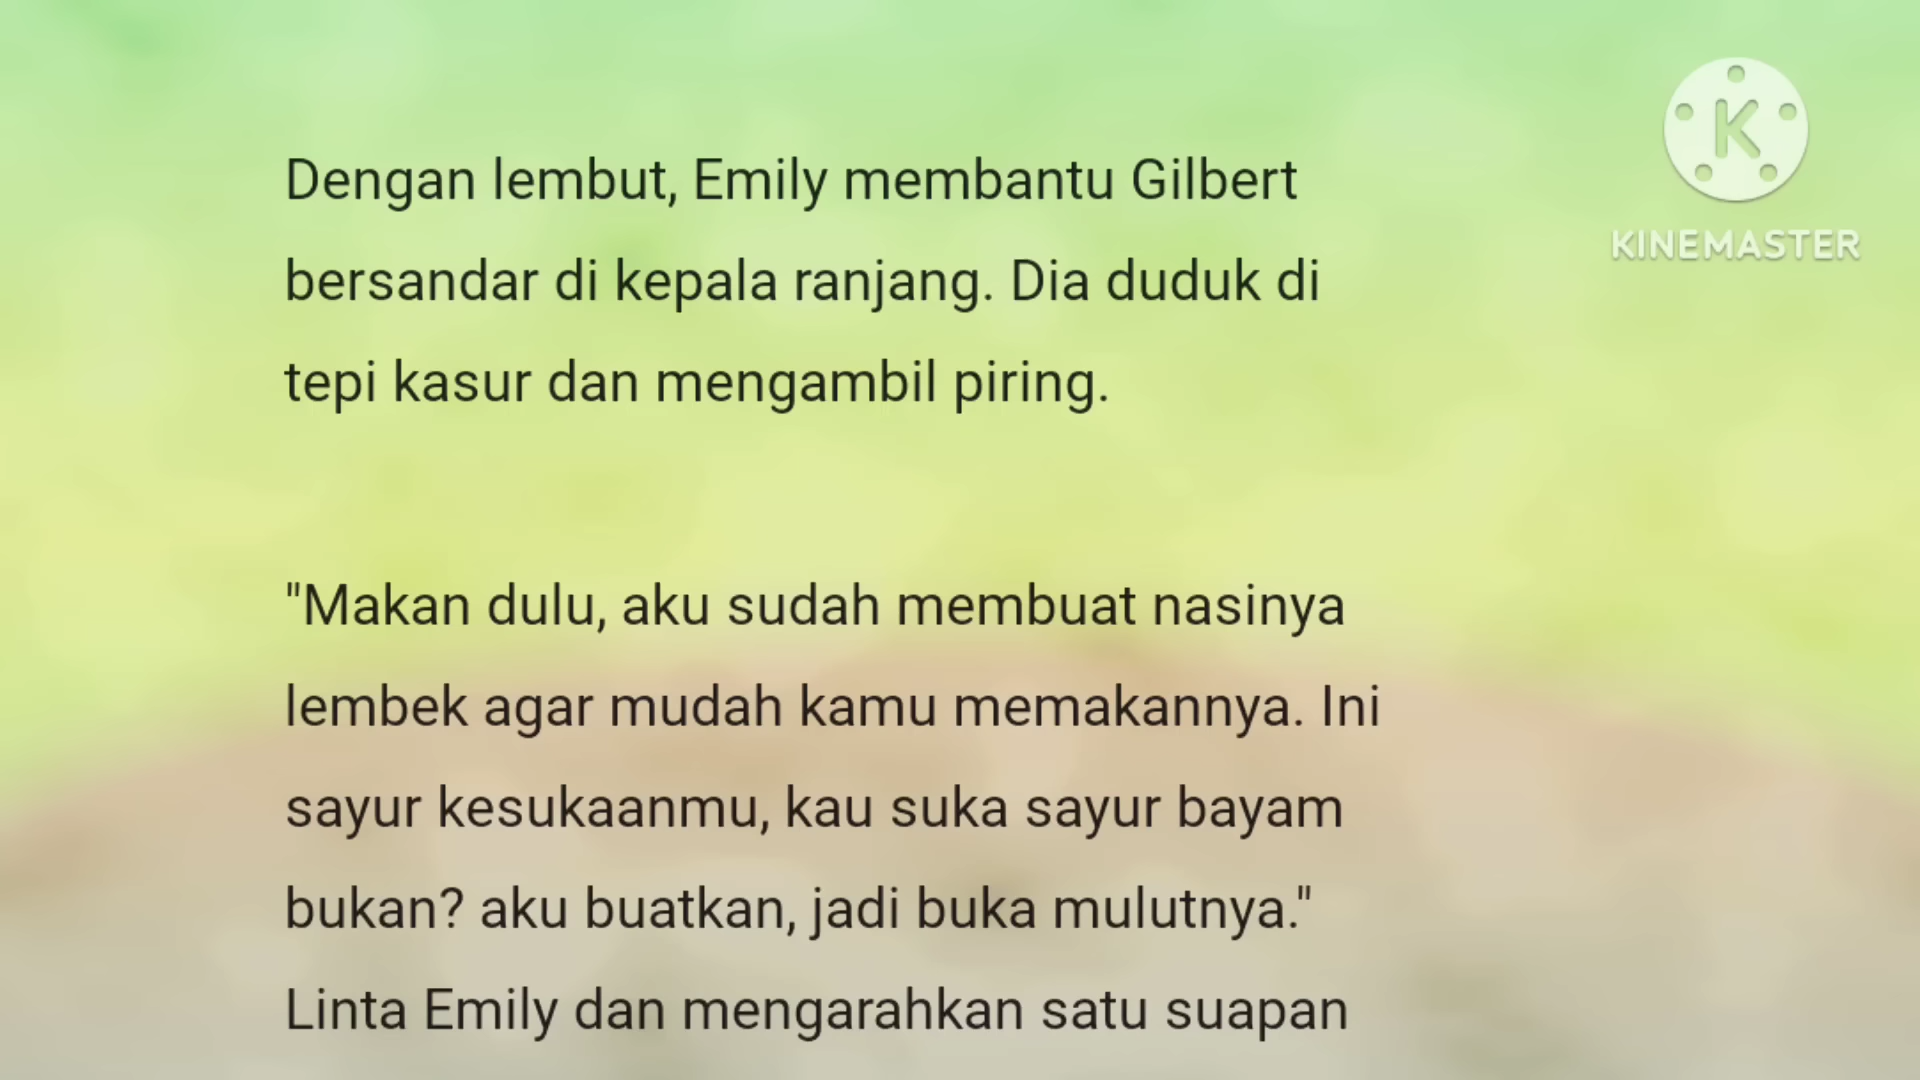 Dengan lembut, Emily membantu Gilbert
bersandar di kepala ranjang. Dia duduk di
tepi kasur dan mengambil piring.
"Makan dulu, aku sudah membuat nasinya
lembek agar mudah kamu memakannya. Ini
sayur kesukaanmu, kau suka sayur bayam
bukan? aku buatkan, jadi buka mulutnya."
Linta Emily dan mengarahkan satu suapan
K
KINEMASTER